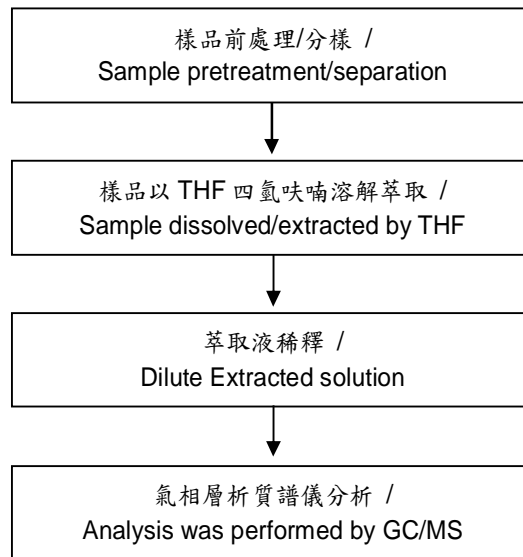 樣品前處理/分樣 /
Sample pretreatment/separation
樣品以 THF 四氫呋喃溶解萃取 /
Sample dissolved/extracted by THF
萃取液稀釋 /
Dilute Extracted solution
氣相層析質譜儀分析 /
Analysis was performed by GC/MS